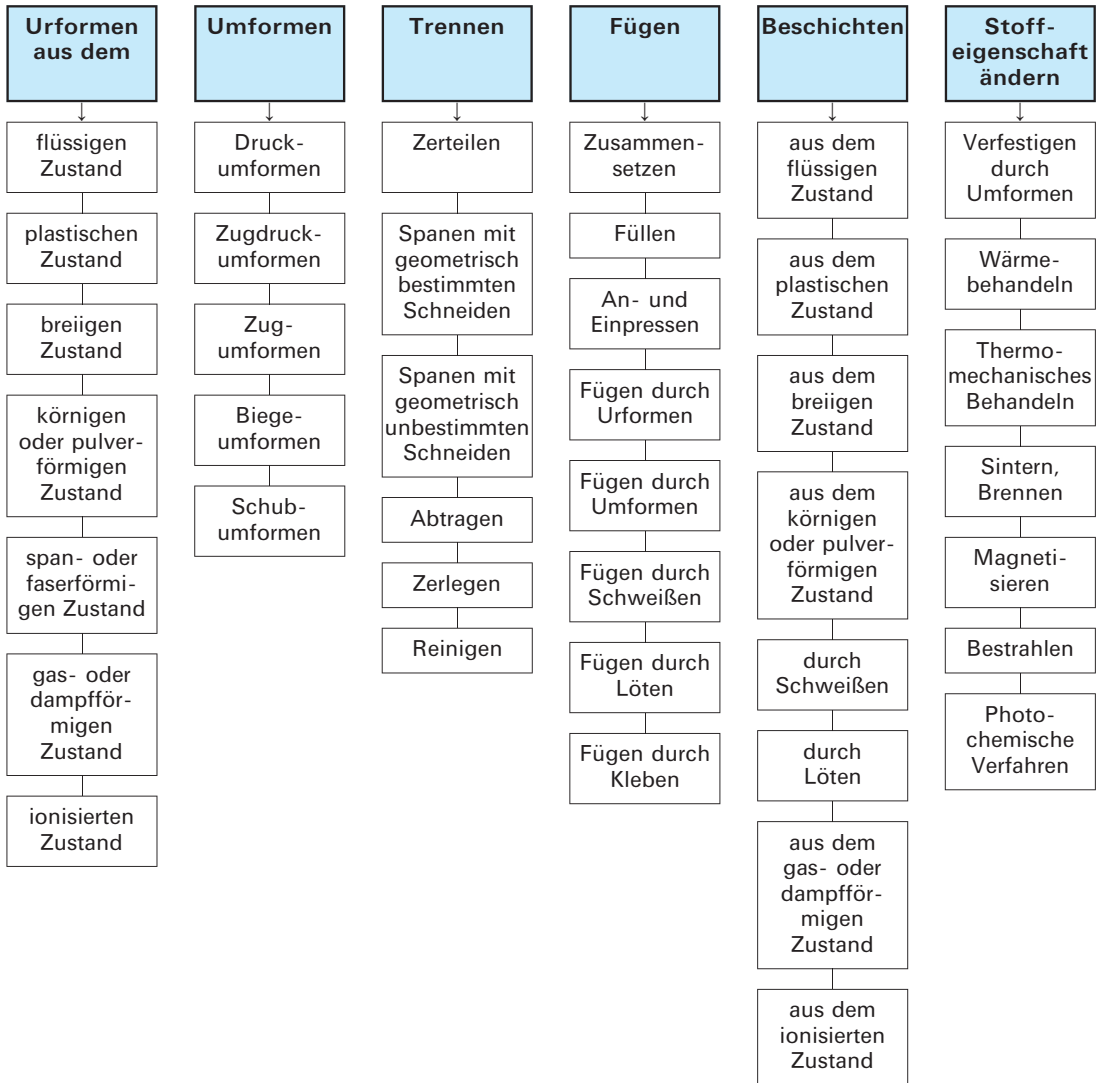 Urformen
aus dem
flüssigen
Zustand
plastischen
Zustand
breiigen
Zustand
körnigen
oder pulver-
förmigen
Zustand
span- oder
faserförmi-
gen Zustand
gas- oder
dampfför-
migen
Zustand
ionisierten
Zustand
Umformen
Druck-
umformen
Zugdruck-
umformen
Zug-
umformen
Biege-
umformen
Schub-
umformen
Trennen
Zerteilen
Spanen mit
geometrisch
bestimmten
Schneiden
Spanen mit
geometrisch
unbestimmten
Schneiden
Abtragen
Zerlegen
Reinigen
Fügen
Zusammen-
setzen
Füllen
An- und
Einpressen
Fügen durch
Urformen
Fügen durch
Umformen
Fügen durch
Schweißen
Fügen durch
Löten
Fügen durch
Kleben
Beschichten
aus dem
flüssigen
Zustand
aus dem
plastischen
Zustand
aus dem
breiigen
Zustand
aus dem
körnigen
oder pulver-
förmigen
Zustand
durch
Schweißen
durch
Löten
aus dem
gas- oder
dampfför-
migen
Zustand
aus dem
ionisierten
Zustand
Stoff-
eigenschaft
ändern
Verfestigen
durch
Umformen
Wärme-
behandeln
Thermo-
mechanisches
Behandeln
Sintern,
Brennen
Magneti-
sieren
Bestrahlen
Photo-
chemische
Verfahren